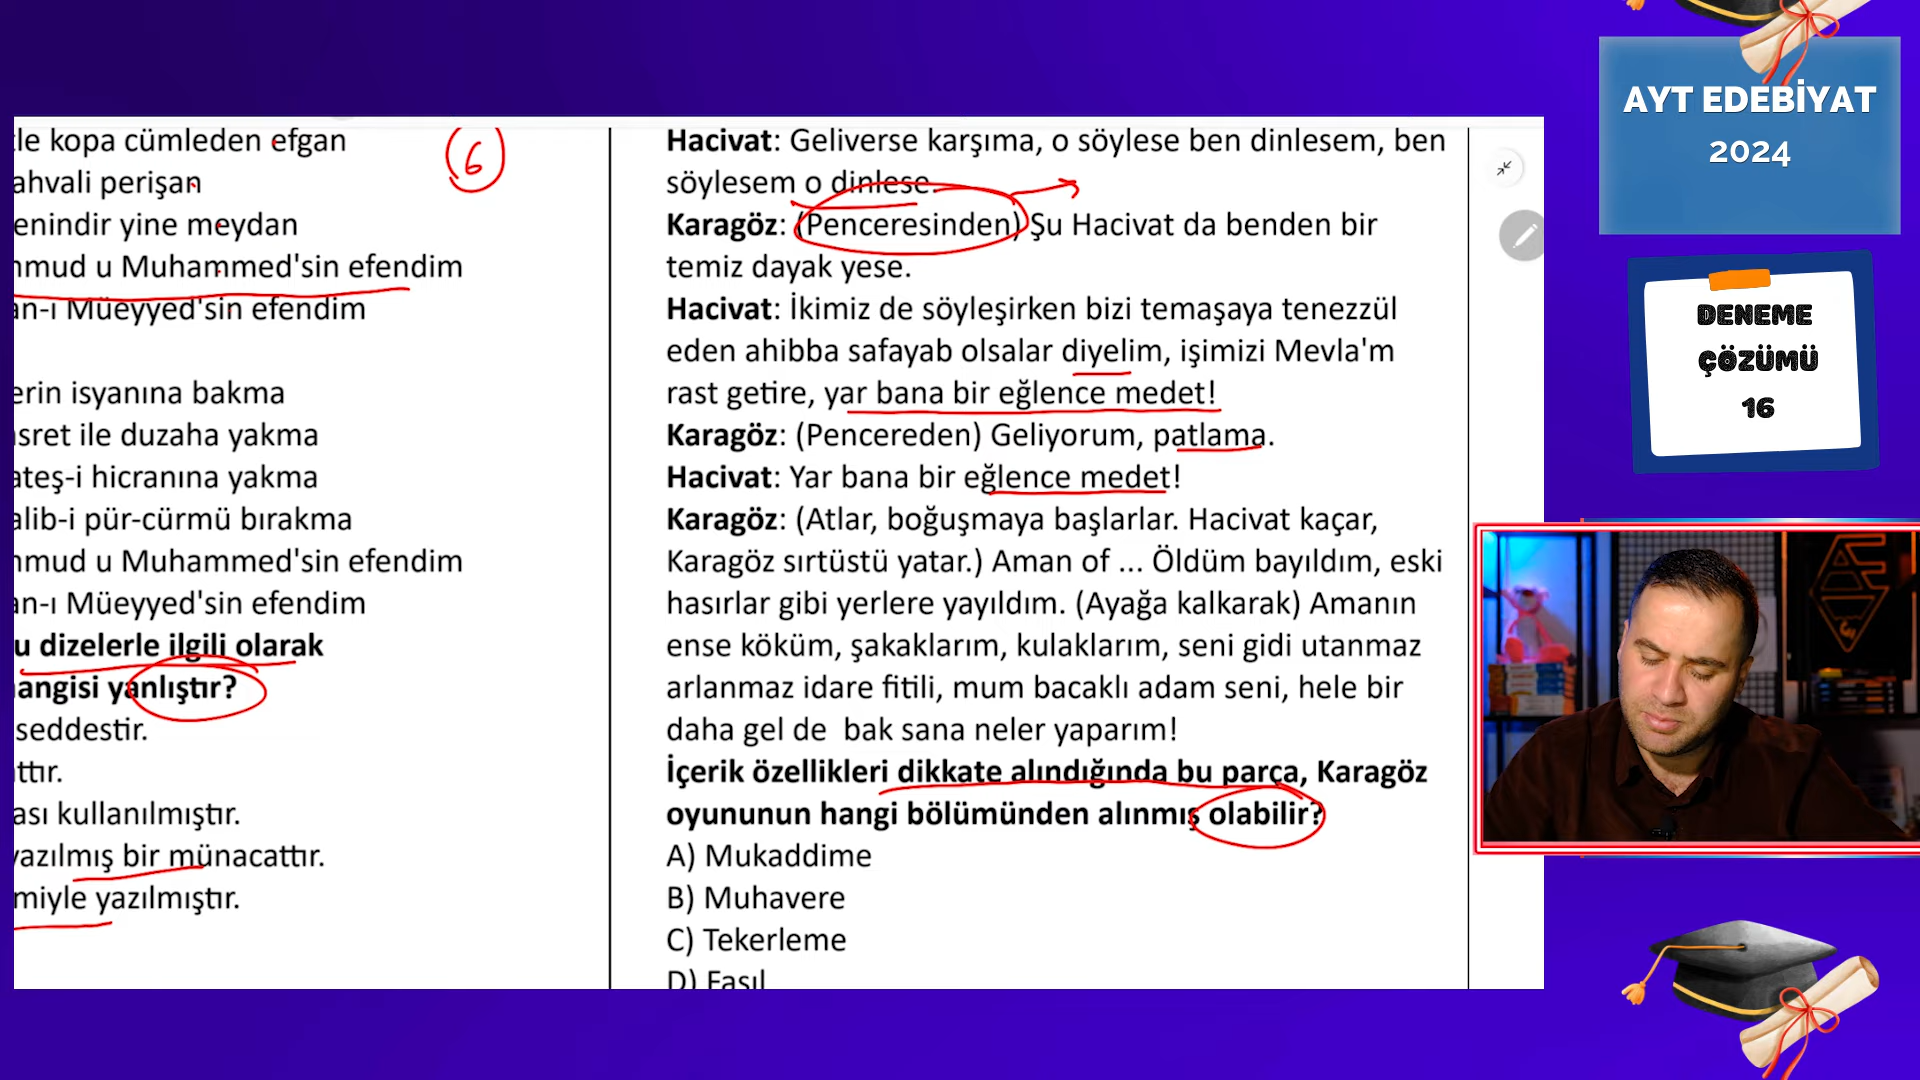 tle kopa cümleden efgan
ahvali perişan
enindir yine meydan
nmud u Muhammed'sin efendim
an-ı Müeyyed'sin efendim
erin isyanına bakma
asret ile duzaha yakma
ateş-i hicranına yakma
alib-i pür-cürmü bırakma
nmud u Muhammed'sin efendim
an-ı Müeyyed'sin efendim
u dizelerle ilgili olarak
hangisi yanlıştır?
seddestir.
attır.
ası kullanılmıştır.
yazılmış bir münacattır.
miyle yazılmıştır.
6
Hacivat: Geliverse karşıma, o söylese ben dinlesem, ben
söylesem o dinlese.
Karagöz: (Penceresinden) Şu Hacivat da benden bir
temiz dayak yese.
Hacivat: İkimiz de söyleşirken bizi temaşaya tenezzül
eden ahibba safayab olsalar diyelim, işimizi Mevla'm
rast getire, yar bana bir eğlence medet!
Karagöz: (Pencereden) Geliyorum, patlama.
Hacivat: Yar bana bir eğlence medet!
Karagöz: (Atlar, boğuşmaya başlarlar. Hacivat kaçar,
Karagöz sırtüstü yatar.) Aman of ... Öldüm bayıldım, eski
hasırlar gibi yerlere yayıldım. (Ayağa kalkarak) Amanın
ense köküm, şakaklarım, kulaklarım, seni gidi utanmaz
arlanmaz idare fitili, mum bacaklı adam seni, hele bir
daha gel de bak sana neler yaparım!
İçerik özellikleri dikkate alındığında bu parça, Karagöz
oyununun hangi bölümünden alınmış olabilir?
A) Mukaddime
B) Muhavere
C) Tekerleme
D) Fasıl
AYT EDEBİYAT
2024
DENEME
ÇÖZÜMÜ
16